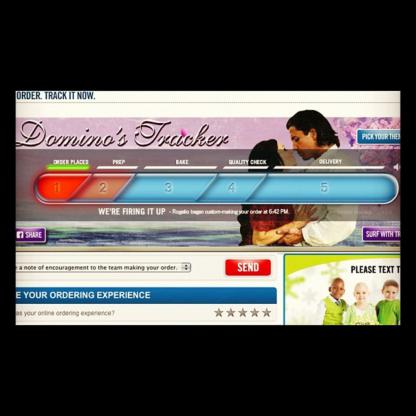 ORDER. TRACK IT NOW.
Domino's Tracker
PICK YOUR THEM
ORDER PLACED PREP BAKE QUALITY CHECK DELIVERY
1 2 3 4 5
WE'RE FIRING IT UP - Rogelio began custom-making your order at 6:42 PM.
SHARE
SURF WITH TR
e a note of encouragement to the team making your order.
SEND
PLEASE TEXT T
E YOUR ORDERING EXPERIENCE
as your online ordering experience?